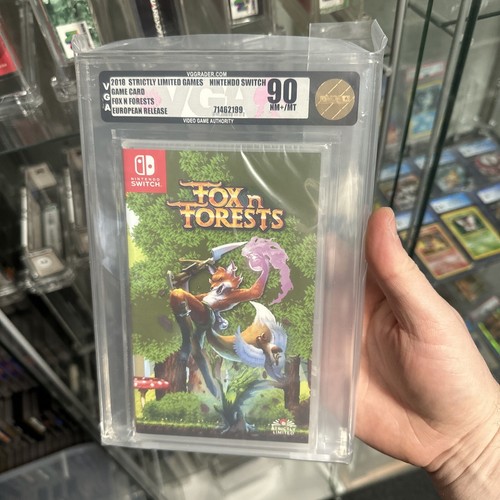 VGGRADER.COM
VGA
2018 STRICTLY LIMITED GAMES NINTENDO SWITCH
GAME CARD
FOX N FORESTS
EUROPEAN RELEASE 71462199
90
NM+/MT
VIDEO GAME AUTHORITY
NINTENDO
SWITCH
FOX n
FORESTS